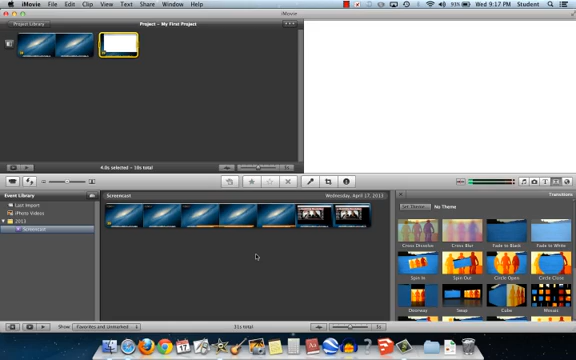 iMovie File Edit Clip View Text Share Window Help
93% Wed 9:17 PM Student
iMovie
Project Library
Project - My First Project
4.0s selected - 10s total
Event Library
Last Import
iPhoto Videos
2013
Screencast
Screencast
Wednesday, April 17, 2013
Transitions
Set Theme...
No Theme
Cross Dissolve
Cross Blur
Fade to Black
Fade to White
Spin In
Spin Out
Circle Open
Circle Close
Doorway
Swap
Cube
Mosaic
Show:
Favorites and Unmarked
31s total
17